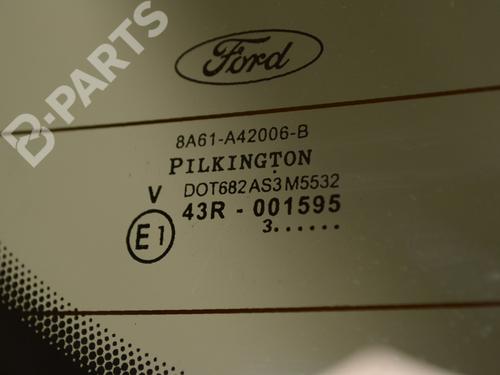 B-PARTS
Ford
8A61-A42006-B
PILKINGTON
V DOT682 AS3 M5532
43R - 001595
E1 3......